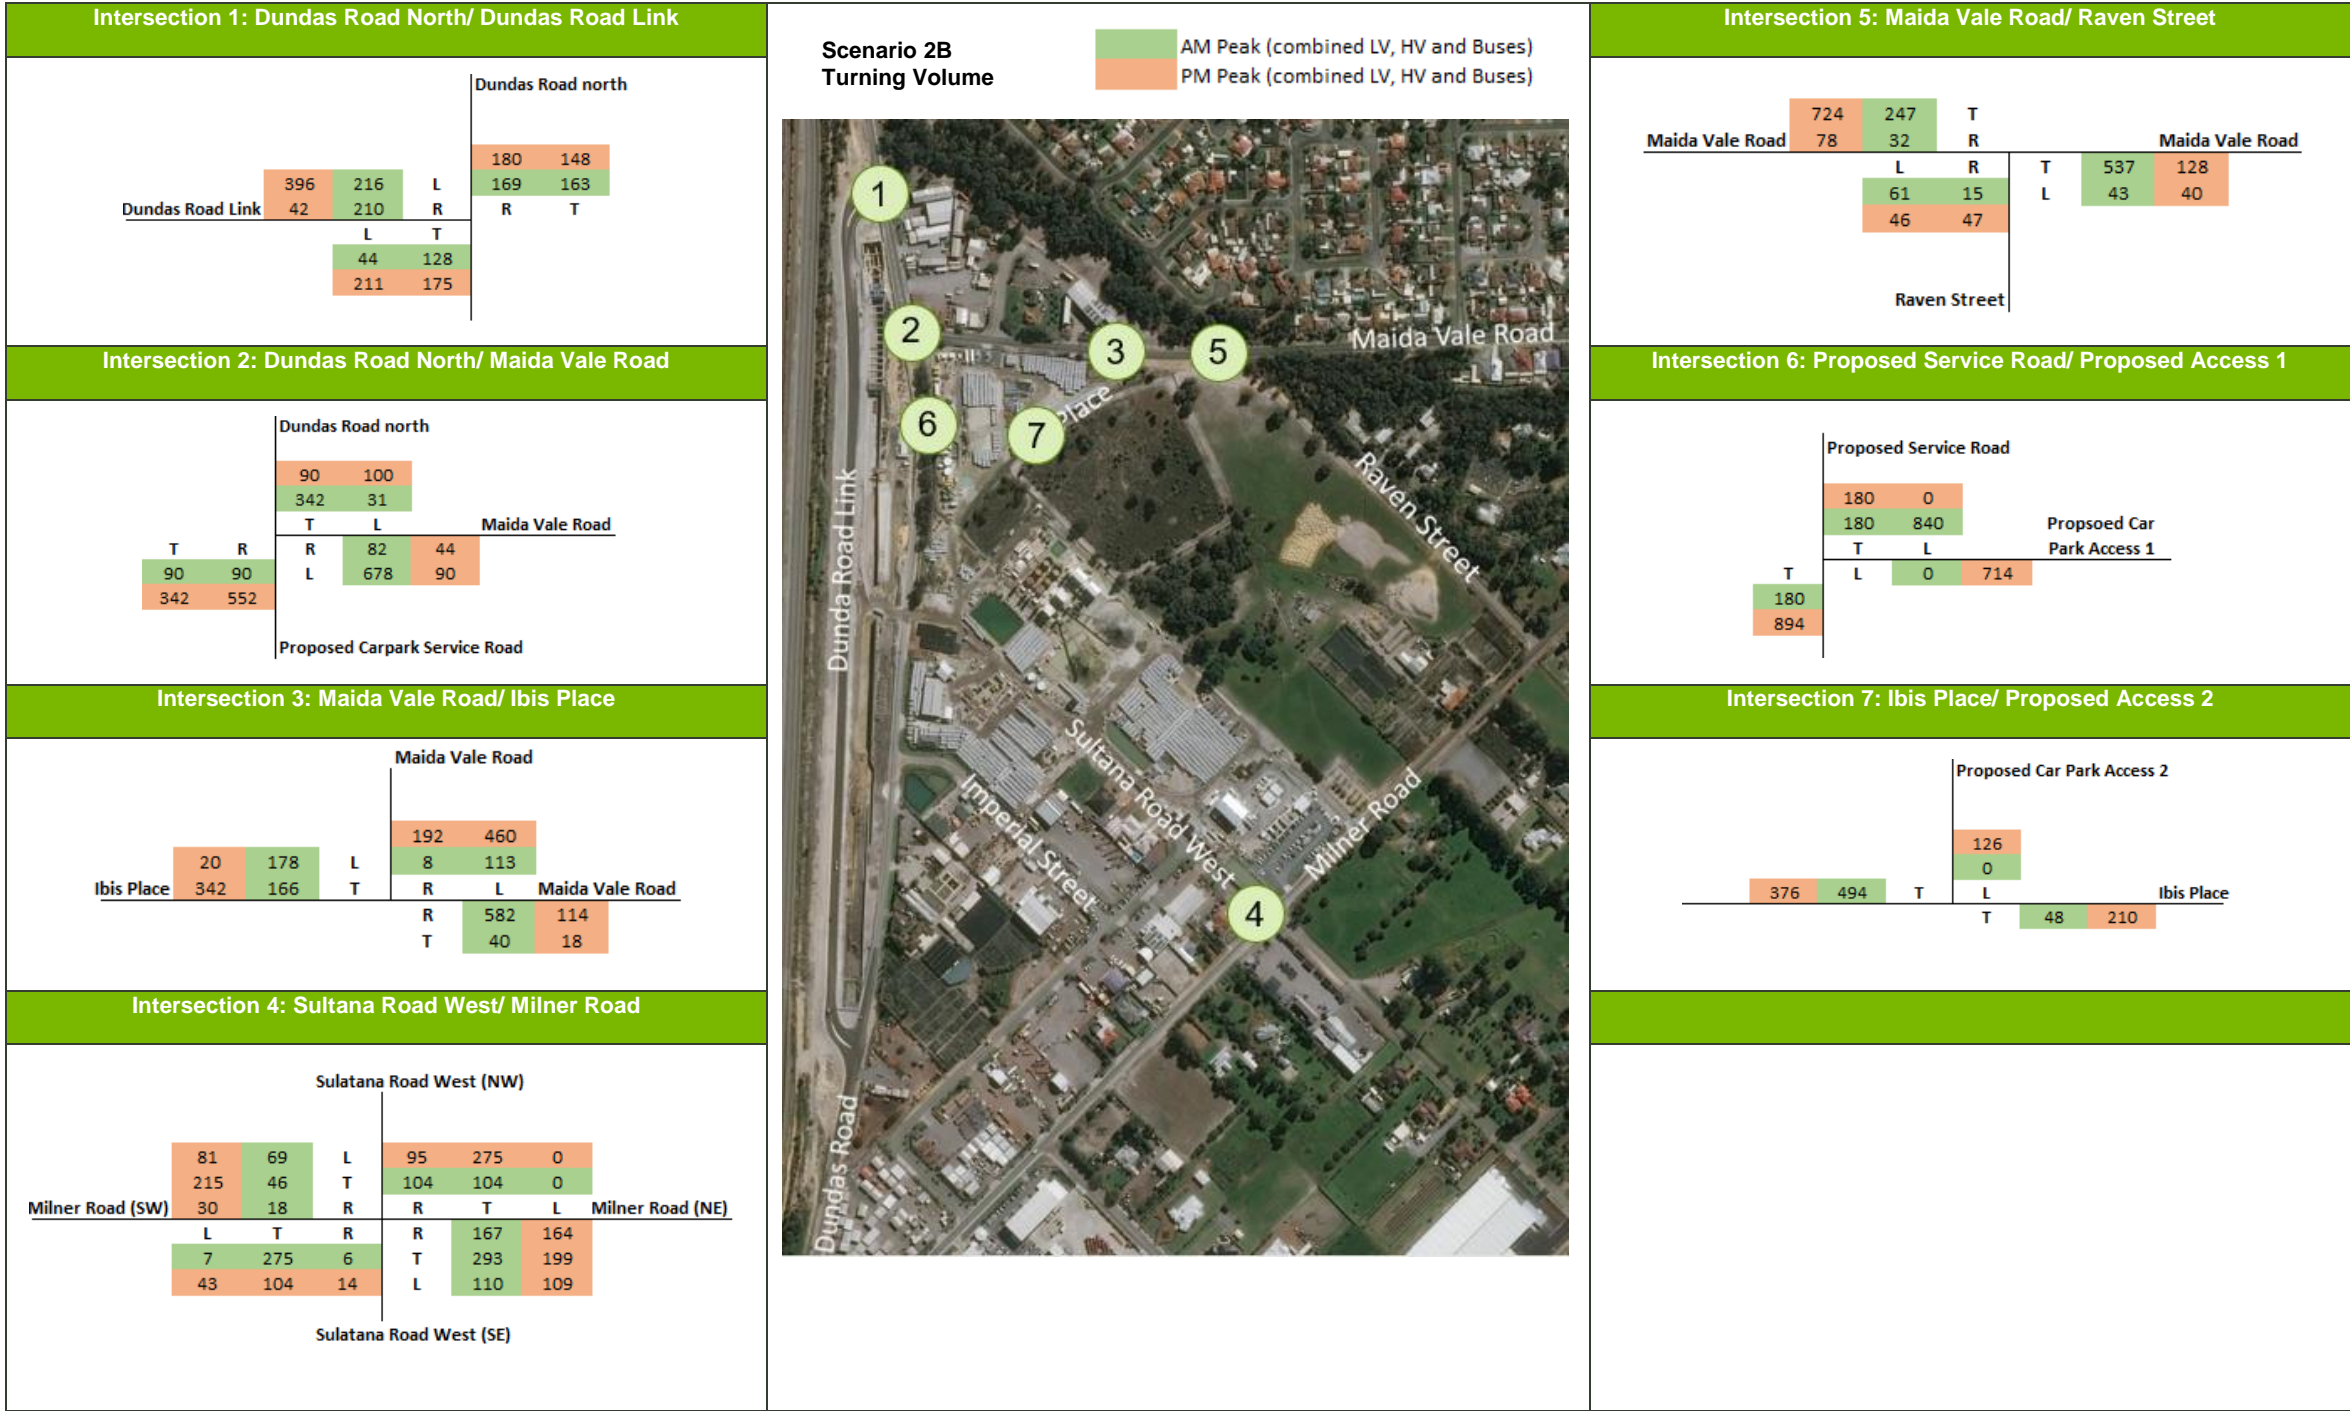 Intersection 1: Dundas Road North/ Dundas Road Link
Dundas Road north
180 148
396 216 L 169 163
Dundas Road Link 42 210 R R T
L T
44 128
211 175
Intersection 2: Dundas Road North/ Maida Vale Road
Dundas Road north
90 100
342 31
T L Maida Vale Road
T R R 82 44
90 90 L 678 90
342 552
Proposed Carpark Service Road
Intersection 3: Maida Vale Road/ Ibis Place
Maida Vale Road
192 460
20 178 L 8 113
Ibis Place 342 166 T R L Maida Vale Road
R 582 114
T 40 18
Intersection 4: Sultana Road West/ Milner Road
Sulatana Road West (NW)
81 69 L 95 275 0
215 46 T 104 104 0
Milner Road (SW) 30 18 R R T L Milner Road (NE)
L T R R 167 164
7 275 6 T 293 199
43 104 14 L 110 109
Sulatana Road West (SE)
Scenario 2B
Turning Volume
AM Peak (combined LV, HV and Buses)
PM Peak (combined LV, HV and Buses)
1
2
3
5
Maida Vale Road
6
7
Place
Raven Street
Dunda Road Link
Sultana Road West
Imperial Street
Milner Road
4
Dundas Road
Intersection 5: Maida Vale Road/ Raven Street
724 247 T
Maida Vale Road 78 32 R Maida Vale Road
L R T 537 128
61 15 L 43 40
46 47
Raven Street
Intersection 6: Proposed Service Road/ Proposed Access 1
Proposed Service Road
180 0
180 840 Propsoed Car
T L Park Access 1
T L 0 714
180
894
Intersection 7: Ibis Place/ Proposed Access 2
Proposed Car Park Access 2
126
0
376 494 T L Ibis Place
T 48 210